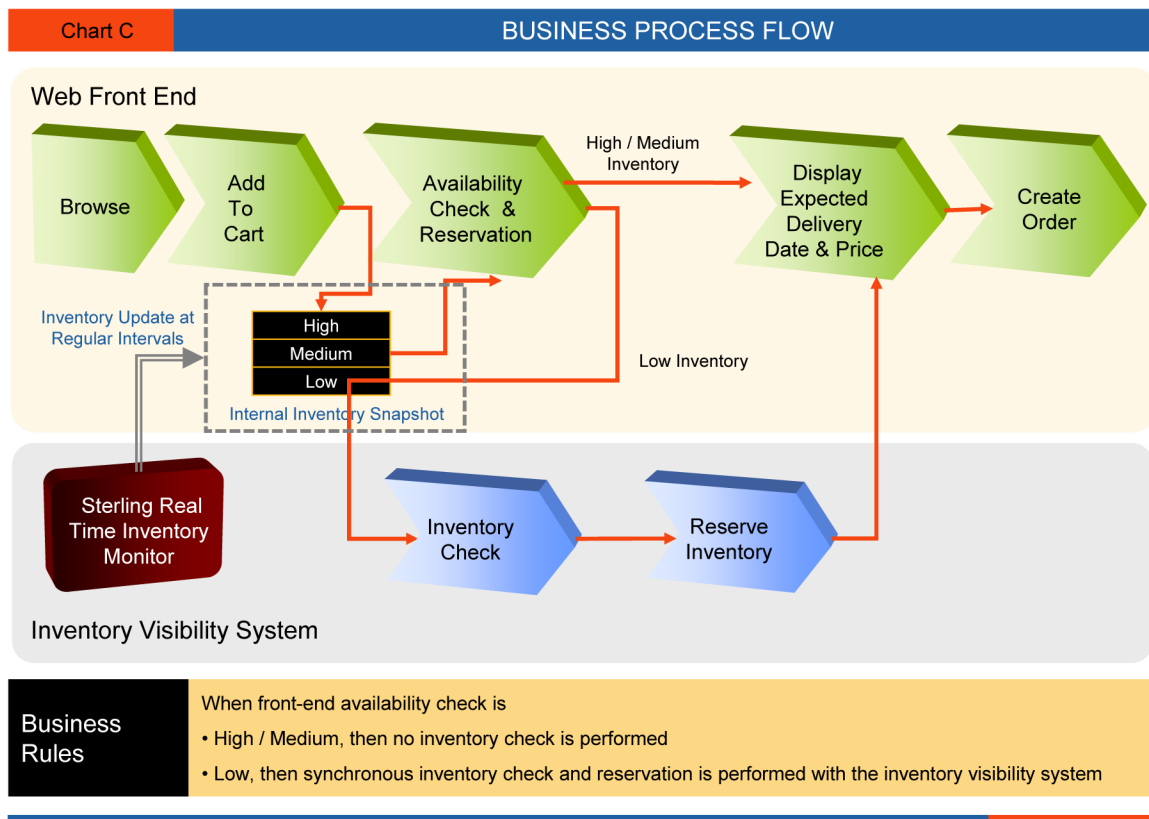 Chart C
BUSINESS PROCESS FLOW
Web Front End
Browse
Add
To
Cart
Availability
Check &
Reservation
High / Medium
Inventory
Display
Expected
Delivery
Date & Price
Create
Order
Inventory Update at
Regular Intervals
High
Medium
Low
Internal Inventory Snapshot
Low Inventory
Sterling Real
Time Inventory
Monitor
Inventory
Check
Reserve
Inventory
Inventory Visibility System
Business
Rules
When front-end availability check is
• High / Medium, then no inventory check is performed
• Low, then synchronous inventory check and reservation is performed with the inventory visibility system